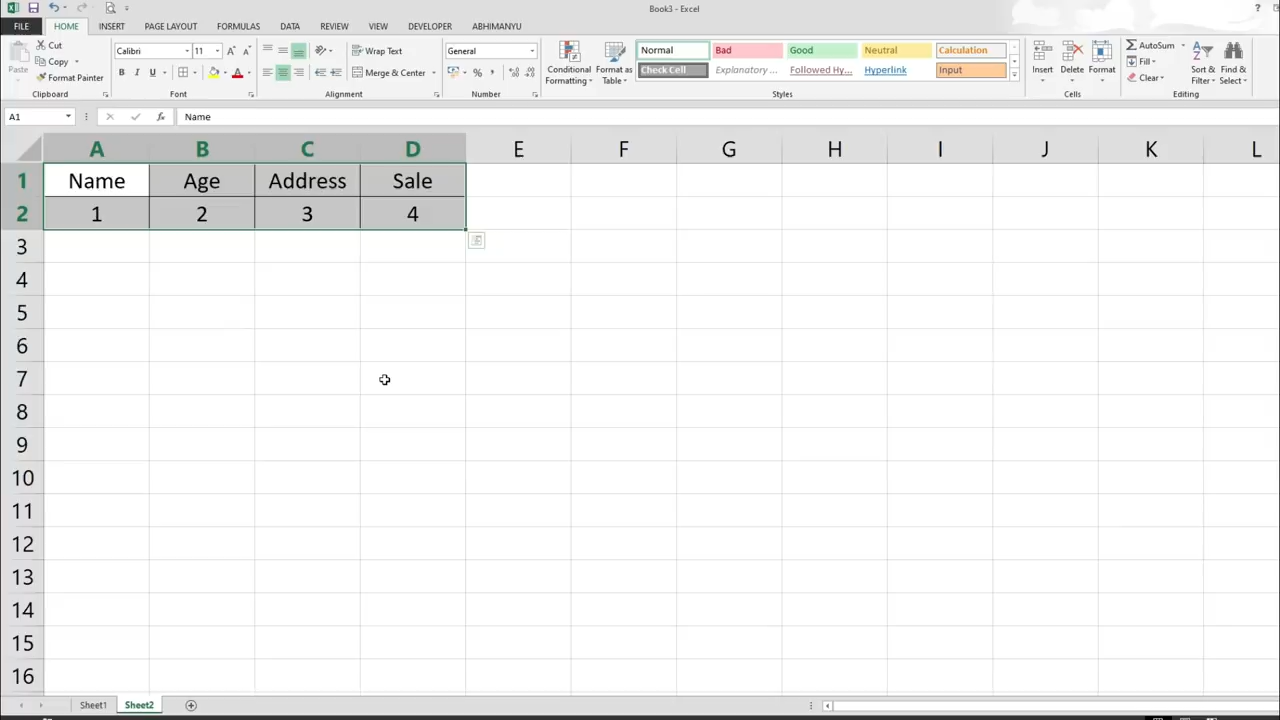 Book3 - Excel
?
FILE HOME INSERT PAGE LAYOUT FORMULAS DATA REVIEW VIEW DEVELOPER ABHIMANYU
Paste
Cut
Copy
Format Painter
Clipboard
Calibri 11
B I U
Font
Wrap Text
Merge & Center
Alignment
General
%
Number
Conditional Formatting
Format as Table
Normal Bad Good Neutral Calculation
Check Cell Explanatory ... Followed Hy... Hyperlink Input
Styles
Insert Delete Format
Cells
AutoSum
Fill
Clear
Sort & Filter
Find & Select
Editing
A1 fx Name
A B C D E F G H I J K L
1 Name Age Address Sale
2 1 2 3 4
3
4
5
6
7
8
9
10
11
12
13
14
15
16
Sheet1 Sheet2